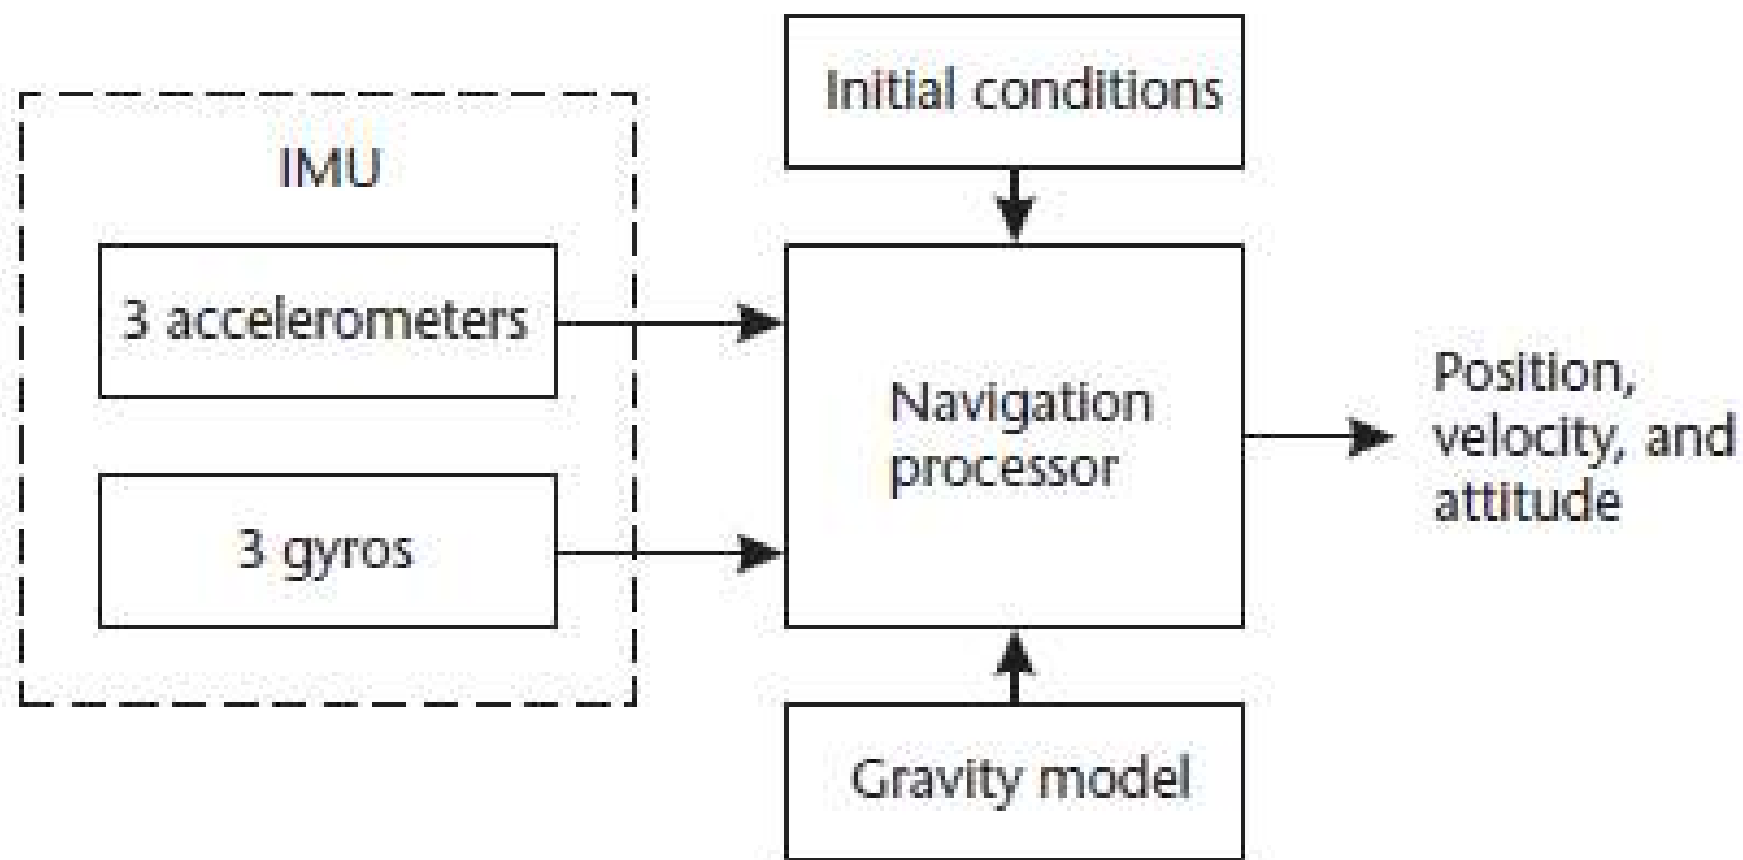 Initial conditions
IMU
3 accelerometers
3 gyros
Navigation
processor
Position,
velocity, and
attitude
Gravity model